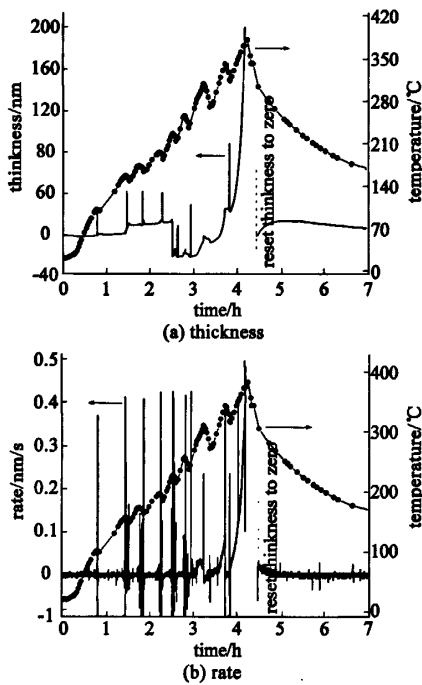 200
160
120
80
60
0
-40
thinkness/nm
420
350
280
210
140
70
0
temperature/℃
reset thinkness to zero
0 1 2 3 4 5 6 7
time/h
(a) thickness
0.5
0.4
0.3
0.2
0.1
0
-1
rate/nm/s
400
300
200
100
0
temperature/℃
reset thinkness to zero
0 1 2 3 4 5 6 7
time/h
(b) rate